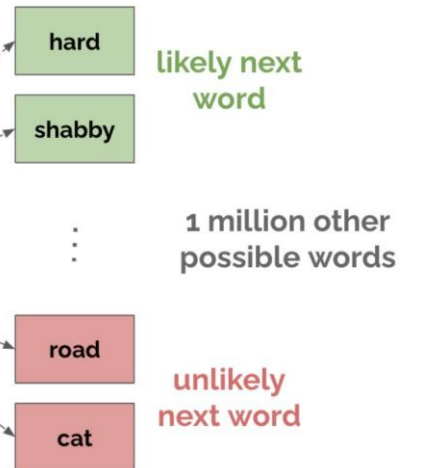 hard
likely next
word
shabby
1 million other
possible words
road
unlikely
next word
cat